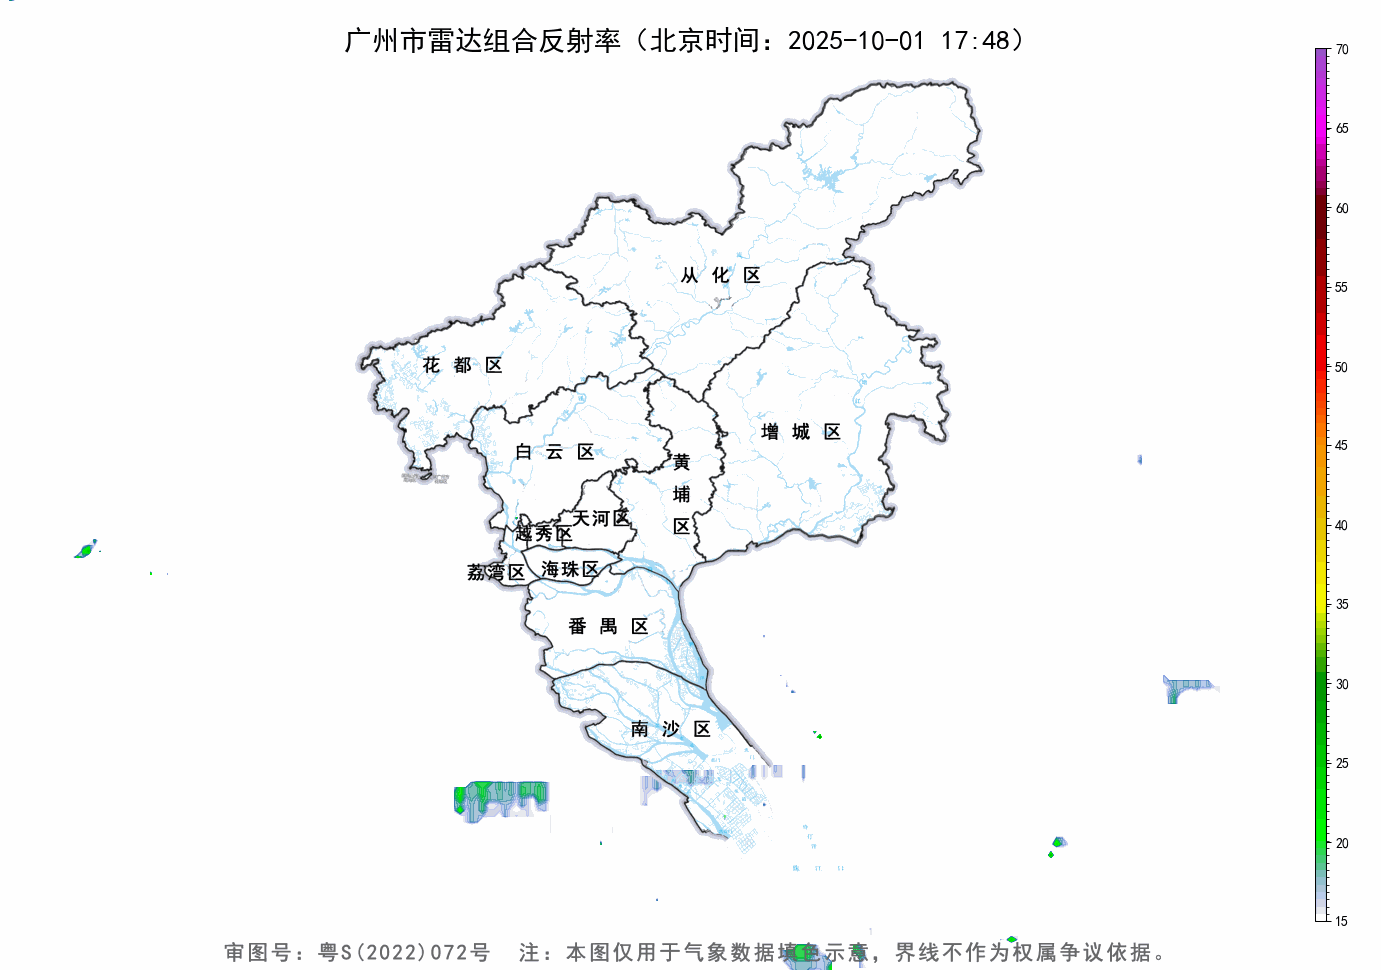 广州市雷达组合反射率（北京时间：2025-10-01 17:48）
70
65
60
55
50
45
40
35
30
25
20
15
从化区
花都区
增城区
白云区
黄埔区
天河区
越秀区
荔湾区
海珠区
番禺区
南沙区
审图号：粤S(2022)072号 注：本图仅用于气象数据填色示意，界线不作为权属争议依据。